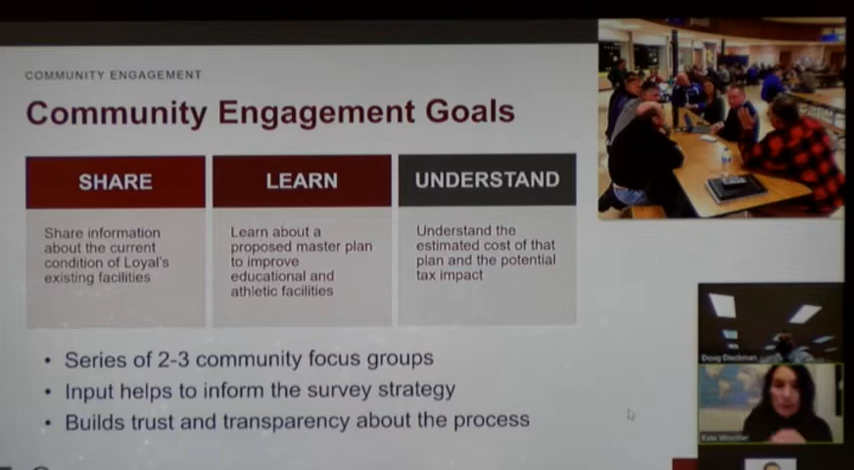 COMMUNITY ENGAGEMENT
Community Engagement Goals
SHARE
Share information
about the current
condition of Loyal's
existing facilities
LEARN
Learn about a
proposed master plan
to improve
educational and
athletic facilities
UNDERSTAND
Understand the
estimated cost of that
plan and the potential
tax impact
• Series of 2-3 community focus groups
• Input helps to inform the survey strategy
• Builds trust and transparency about the process
Doug Dieckman
Kate Winckler